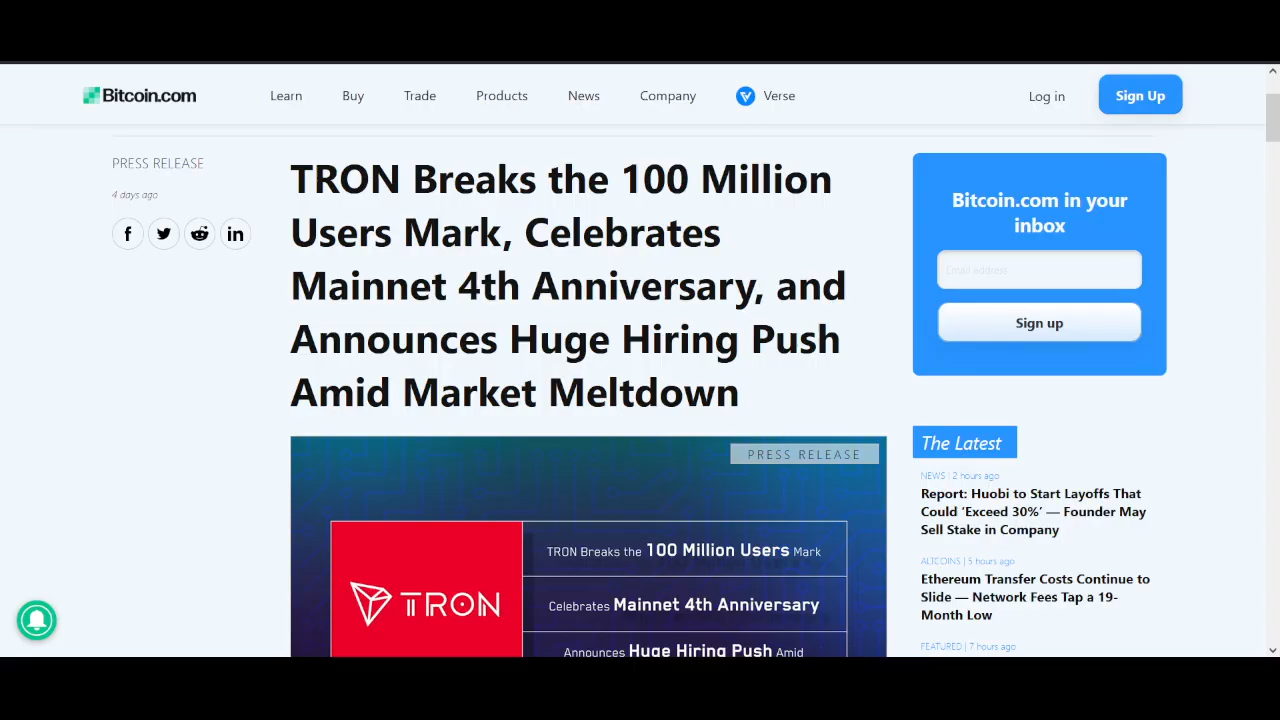 Bitcoin.com
Learn
Buy
Trade
Products
News
Company
Verse
Log in
Sign Up
PRESS RELEASE
4 days ago
TRON Breaks the 100 Million
Users Mark, Celebrates
Mainnet 4th Anniversary, and
Announces Huge Hiring Push
Amid Market Meltdown
PRESS RELEASE
TRON
TRON Breaks the 100 Million Users Mark
Celebrates Mainnet 4th Anniversary
Announces Huge Hiring Push Amid
Bitcoin.com in your
inbox
Email address
Sign up
The Latest
NEWS | 2 hours ago
Report: Huobi to Start Layoffs That
Could ‘Exceed 30%’ — Founder May
Sell Stake in Company
ALTCOINS | 5 hours ago
Ethereum Transfer Costs Continue to
Slide — Network Fees Tap a 19-
Month Low
FEATURED | 7 hours ago